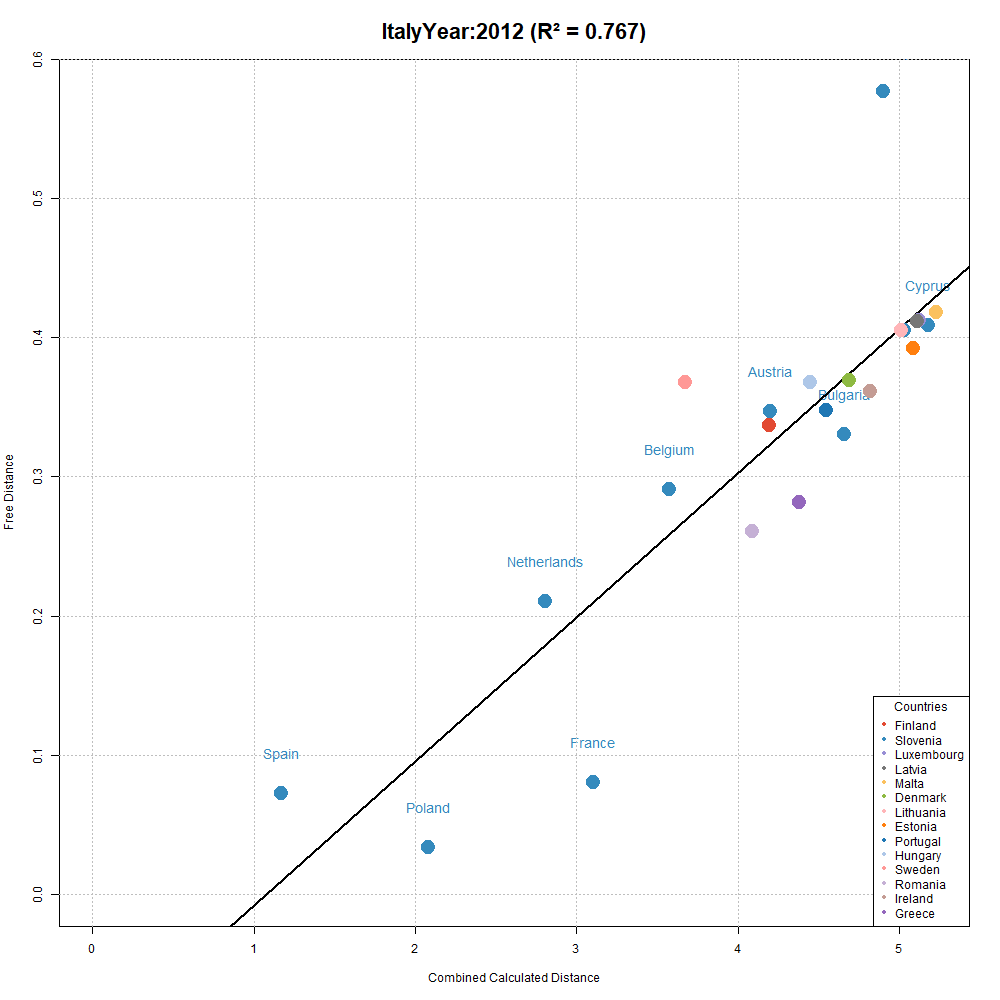 ItalyYear:2012 (R² = 0.767)
0.6
0.5
0.4
0.3
0.2
0.1
0.0
Free Distance
Cyprus
Austria
Bulgaria
Belgium
Netherlands
France
Spain
Poland
Countries
Finland
Slovenia
Luxembourg
Latvia
Malta
Denmark
Lithuania
Estonia
Portugal
Hungary
Sweden
Romania
Ireland
Greece
0 1 2 3 4 5
Combined Calculated Distance